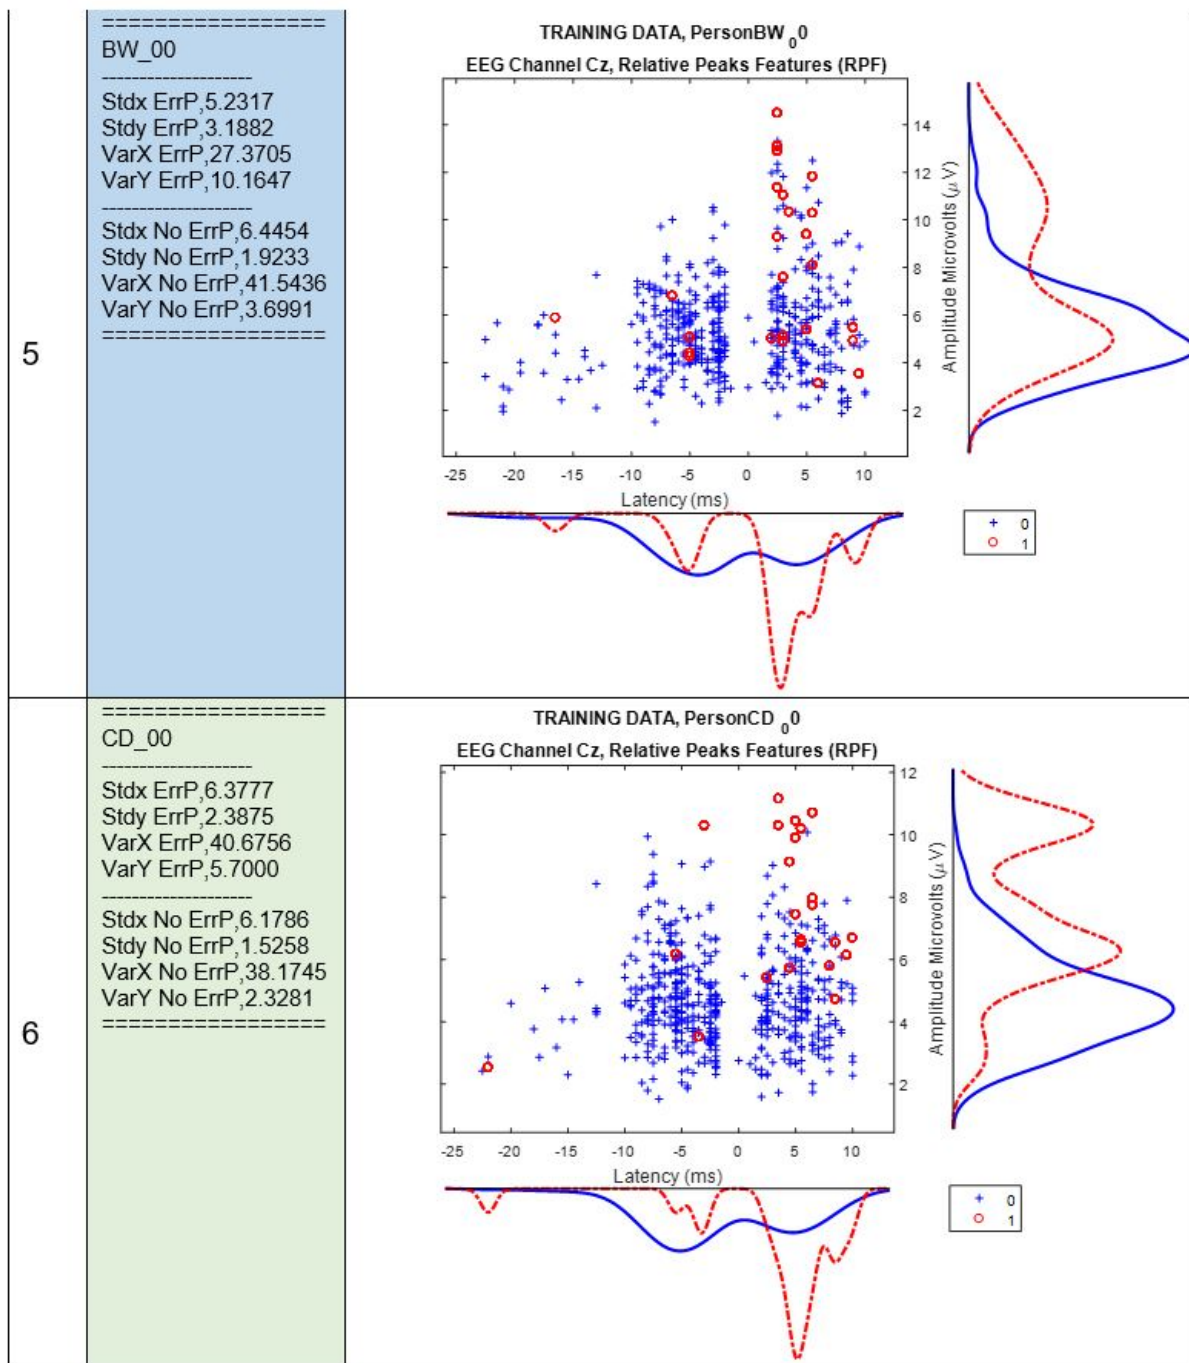 5
=================
BW_00
---------------------
Stdx ErrP,5.2317
Stdy ErrP,3.1882
VarX ErrP,27.3705
VarY ErrP,10.1647
---------------------
Stdx No ErrP,6.4454
Stdy No ErrP,1.9233
VarX No ErrP,41.5436
VarY No ErrP,3.6991
=================
TRAINING DATA, PersonBW 00
EEG Channel Cz, Relative Peaks Features (RPF)
14
12
10
8
6
4
2
Amplitude Microvolts (μ V)
-25 -20 -15 -10 -5 0 5 10
Latency (ms)
+ 0
o 1
6
=================
CD_00
---------------------
Stdx ErrP,6.3777
Stdy ErrP,2.3875
VarX ErrP,40.6756
VarY ErrP,5.7000
---------------------
Stdx No ErrP,6.1786
Stdy No ErrP,1.5258
VarX No ErrP,38.1745
VarY No ErrP,2.3281
=================
TRAINING DATA, PersonCD 00
EEG Channel Cz, Relative Peaks Features (RPF)
12
10
8
6
4
2
Amplitude Microvolts (μ V)
-25 -20 -15 -10 -5 0 5 10
Latency (ms)
+ 0
o 1